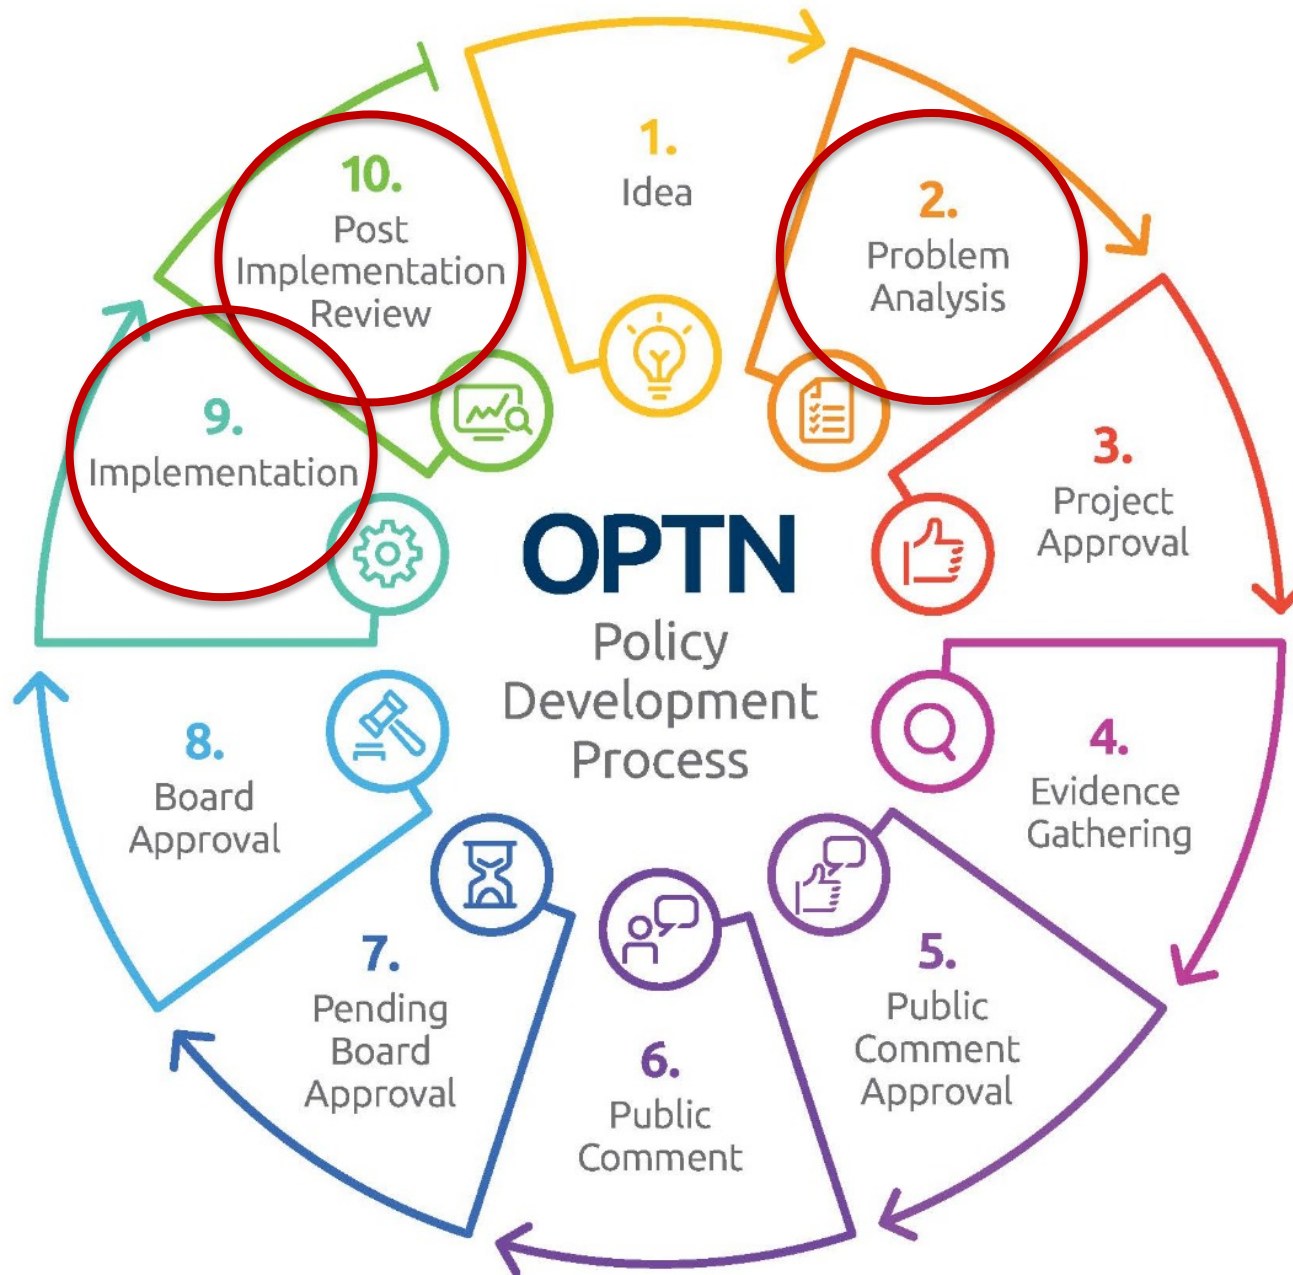 OPTN
Policy
Development
Process
1.
Idea
2.
Problem
Analysis
3.
Project
Approval
4.
Evidence
Gathering
5.
Public
Comment
Approval
6.
Public
Comment
7.
Pending
Board
Approval
8.
Board
Approval
9.
Implementation
10.
Post
Implementation
Review